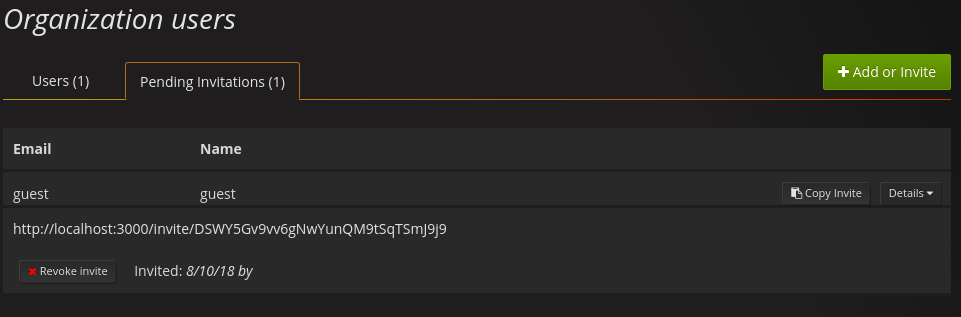 Organization users
Users (1)
Pending Invitations (1)
Add or Invite
Email Name
guest guest Copy Invite Details
http://localhost:3000/invite/DSWY5Gv9vv6gNwYunQM9tSqTSmJ9j9
Revoke invite Invited: 8/10/18 by